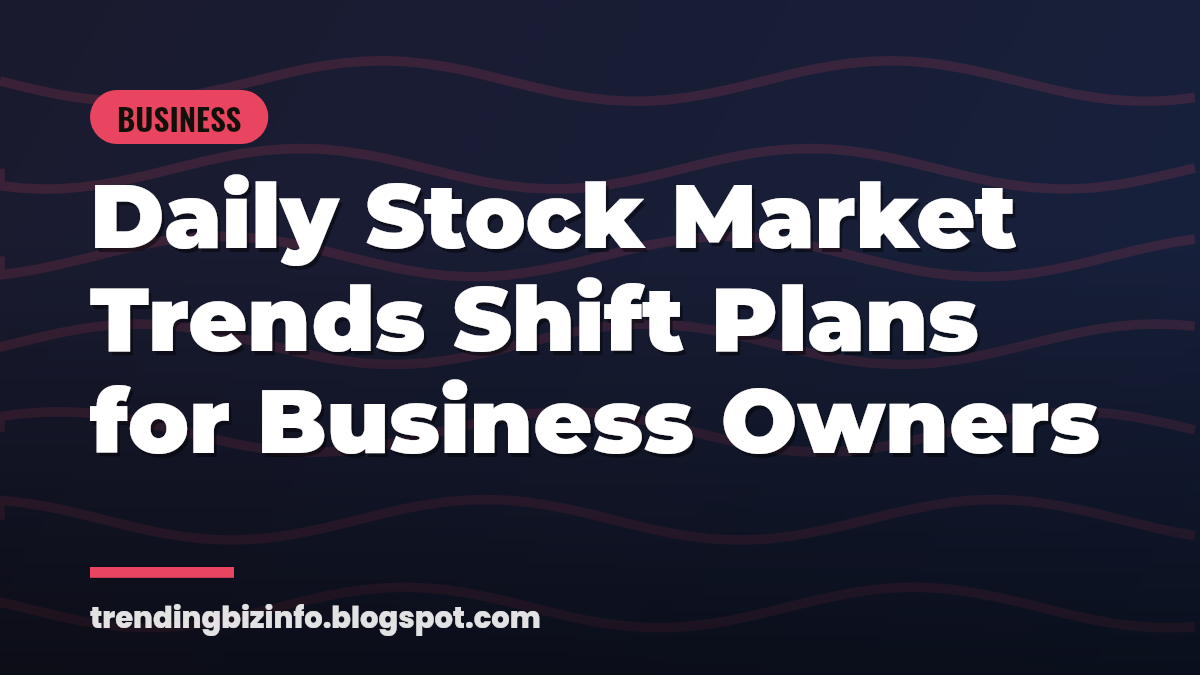 BUSINESS
Daily Stock Market
Trends Shift Plans
for Business Owners
trendingbizinfo.blogspot.com